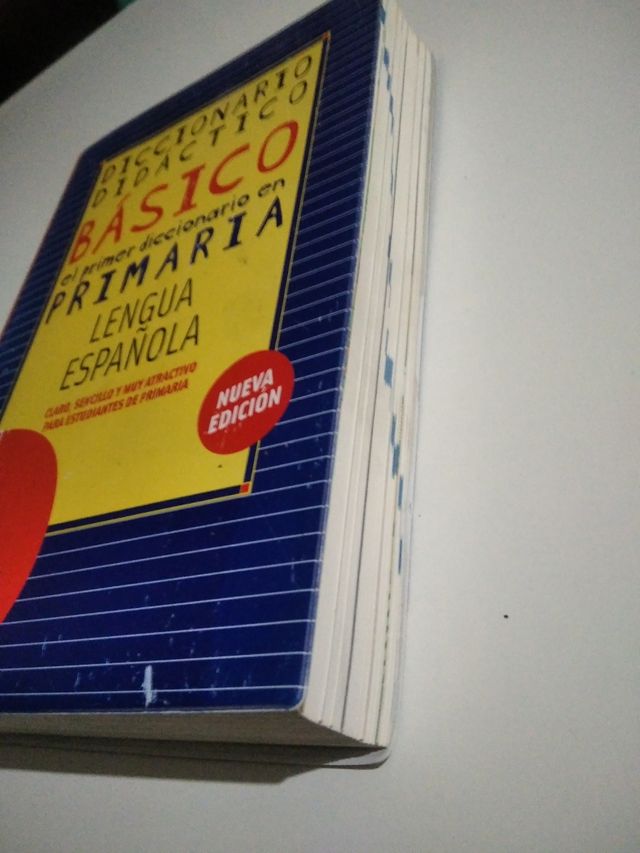 DICCIONARIO
DIDÁCTICO
BÁSICO
el primer diccionario en
PRIMARIA
LENGUA
ESPAÑOLA
CLARO, SENCILLO Y MUY ATRACTIVO
PARA ESTUDIANTES DE PRIMARIA
NUEVA
EDICIÓN